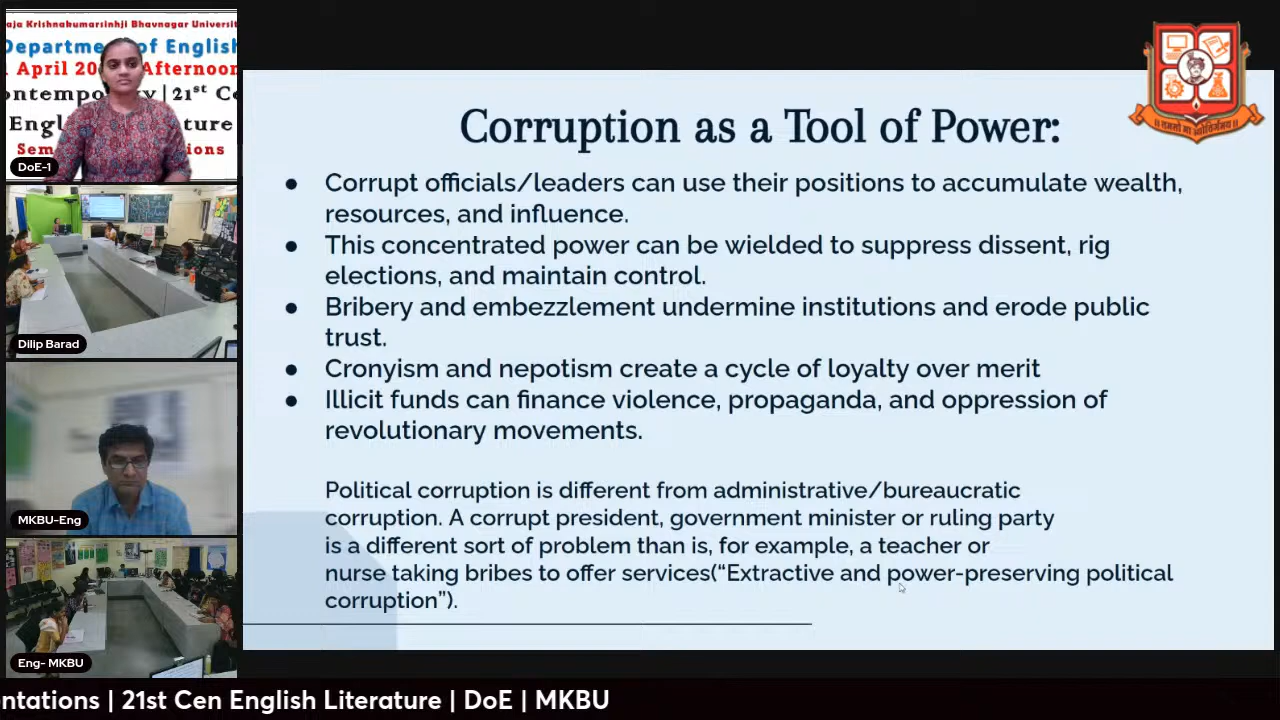 aja Krishnakumarsinhji Bhavnagar Universit
Department of English
April 20 Afternoon
ontemporary|21st Ce
Engl ture
Sem ions
DoE-1
Dilip Barad
MKBU-Eng
Eng- MKBU
Corruption as a Tool of Power:
● Corrupt officials/leaders can use their positions to accumulate wealth,
resources, and influence.
● This concentrated power can be wielded to suppress dissent, rig
elections, and maintain control.
● Bribery and embezzlement undermine institutions and erode public
trust.
● Cronyism and nepotism create a cycle of loyalty over merit
● Illicit funds can finance violence, propaganda, and oppression of
revolutionary movements.
Political corruption is different from administrative/bureaucratic
corruption. A corrupt president, government minister or ruling party
is a different sort of problem than is, for example, a teacher or
nurse taking bribes to offer services(“Extractive and power-preserving political
corruption”).
ntations | 21st Cen English Literature | DoE | MKBU